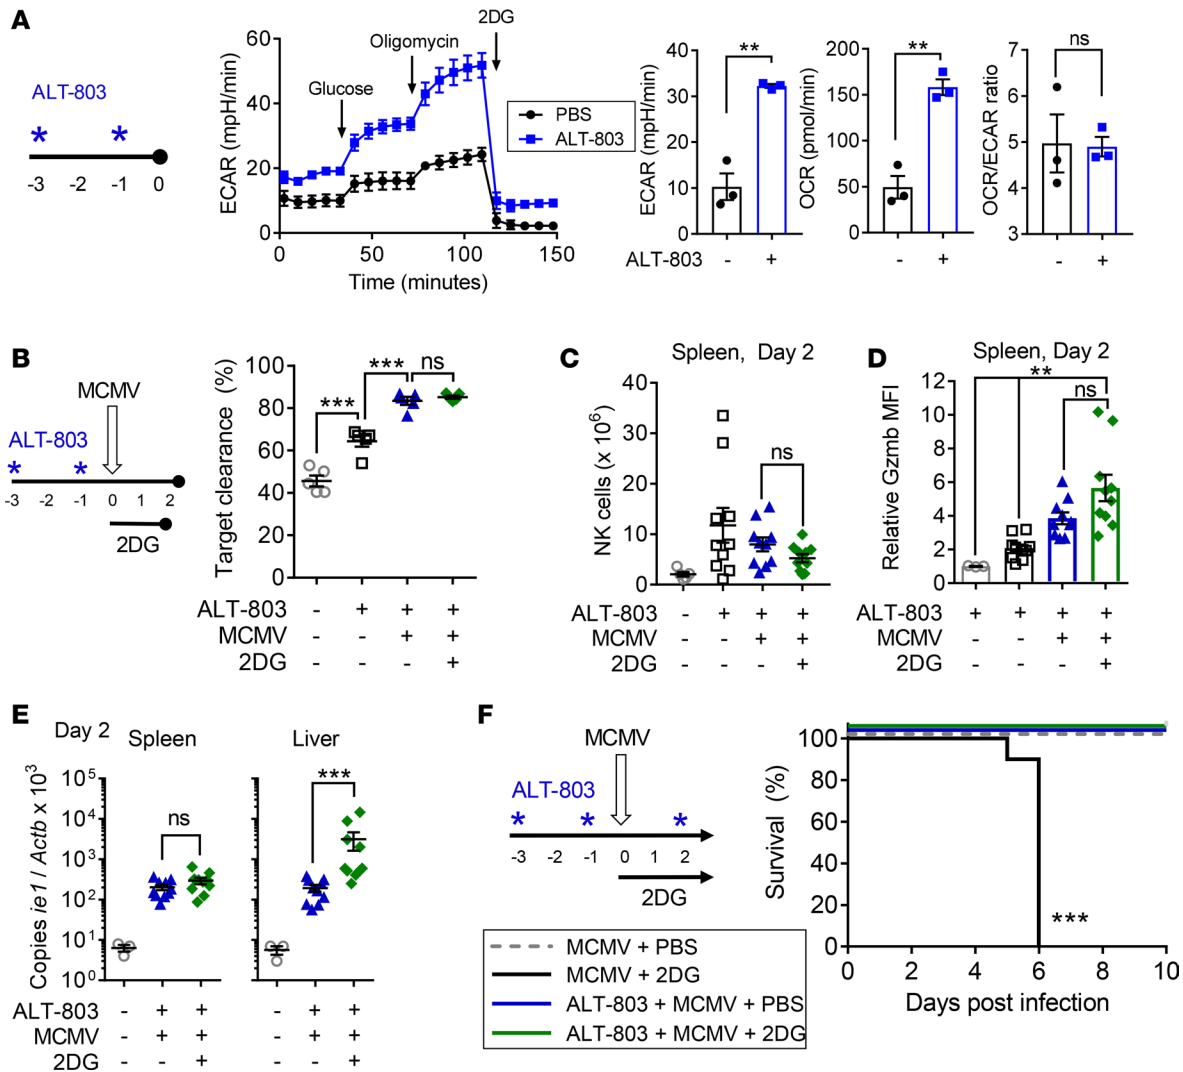 A
ALT-803
* *
-3 -2 -1 0
ECAR (mpH/min)
60
40
20
0
0 50 100 150
Time (minutes)
Glucose
Oligomycin
2DG
PBS
ALT-803
ECAR (mpH/min)
40
30
20
10
0
**
OCR (pmol/min)
200
150
100
50
0
**
OCR/ECAR ratio
7
6
5
4
3
ns
ALT-803 - + - + - +
B
MCMV
ALT-803
* *
-3 -2 -1 0 1 2
2DG
Target clearance (%)
100
80
60
40
20
0
*** *** ns
ALT-803 - + + +
MCMV - - + +
2DG - - - +
C
Spleen, Day 2
NK cells (x 10⁶)
40
30
20
10
0
ns
ALT-803 - + + +
MCMV - - + +
2DG - - - +
D
Spleen, Day 2
Relative Gzmb MFI
12
10
8
6
4
2
0
**
ns
ALT-803 + + + +
MCMV - - + +
2DG - - - +
E
Day 2
Spleen
Liver
Copies ie1 / Actb x 10³
10⁵
10⁴
10³
10²
10¹
10⁰
ns
***
ALT-803 - + + - + +
MCMV - + + - + +
2DG - - + - - +
F
MCMV
ALT-803
* * *
-3 -2 -1 0 1 2
2DG
MCMV + PBS
MCMV + 2DG
ALT-803 + MCMV + PBS
ALT-803 + MCMV + 2DG
Survival (%)
100
80
60
40
20
0
***
0 2 4 6 8 10
Days post infection